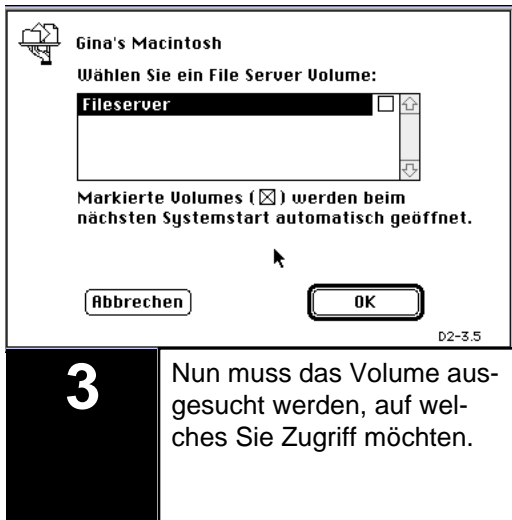 Gina's Macintosh
Wählen Sie ein File Server Volume:
Fileserver
Markierte Volumes (☒) werden beim
nächsten Systemstart automatisch geöffnet.
Abbrechen
OK
D2-3.5
3
Nun muss das Volume aus-
gesucht werden, auf wel-
ches Sie Zugriff möchten.